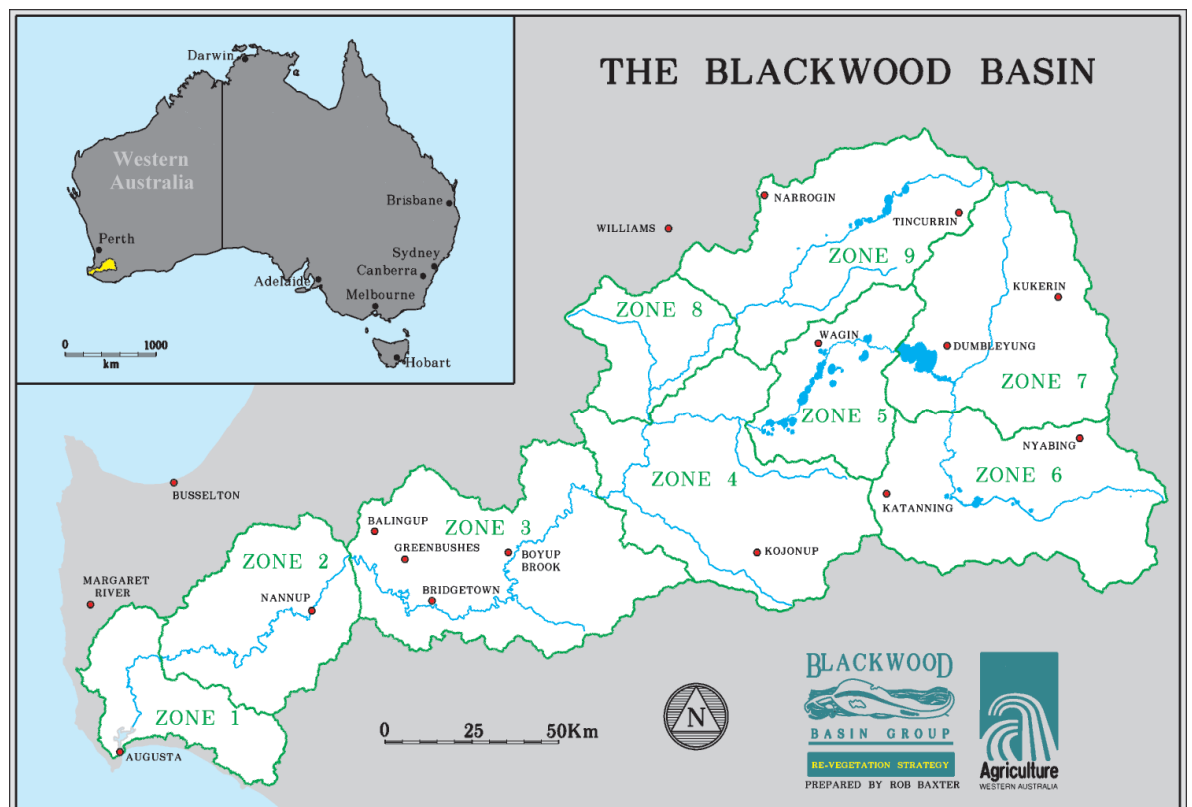 THE BLACKWOOD BASIN
Darwin
Western
Australia
Brisbane
Perth
Sydney
Canberra
Adelaide
Melbourne
Hobart
0 1000
km
NARROGIN
TINCURRIN
WILLIAMS
ZONE 9
KUKERIN
ZONE 8
WAGIN
DUMBLEYUNG
ZONE 7
ZONE 5
NYABING
ZONE 4
ZONE 6
KATANNING
BUSSELTON
BALINGUP
ZONE 3
GREENBUSHES
BOYUP
BROOK
KOJONUP
ZONE 2
MARGARET
RIVER
NANNUP
BRIDGETOWN
ZONE 1
AUGUSTA
0 25 50Km
N
BLACKWOOD
BASIN GROUP
RE-VEGETATION STRATEGY
PREPARED BY ROB BAXTER
Agriculture
WESTERN AUSTRALIA